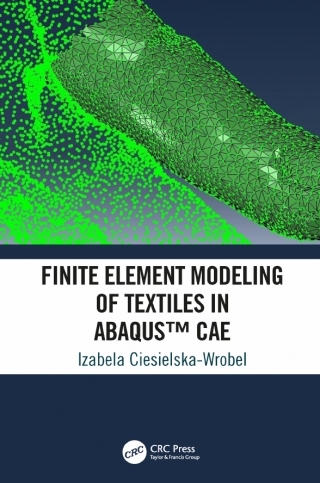 FINITE ELEMENT MODELING
OF TEXTILES IN
ABAQUS™ CAE
Izabela Ciesielska-Wrobel
CRC
CRC Press
Taylor & Francis Group